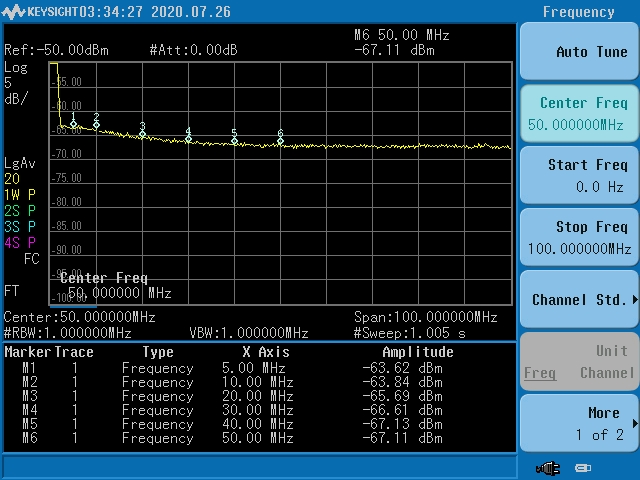 KEYSIGHT 03:34:27 2020.07.26
Frequency
M6 50.00 MHz
Ref:-50.00dBm #Att:0.00dB -67.11 dBm
Log
5
dB/
-55.00
-60.00
-65.00
-70.00
-75.00
-80.00
-85.00
-90.00
-95.00
-100.00
1 2 3 4 5 6
LgAv
20
1W P
2S P
3S P
4S P
FC
FT
Center Freq
50.000000 MHz
Center:50.000000MHz Span:100.000000MHz
#RBW:1.000000MHz VBW:1.000000MHz #Sweep:1.005 s
Marker Trace Type X Axis Amplitude
M1 1 Frequency 5.00 MHz -63.62 dBm
M2 1 Frequency 10.00 MHz -63.84 dBm
M3 1 Frequency 20.00 MHz -65.69 dBm
M4 1 Frequency 30.00 MHz -66.61 dBm
M5 1 Frequency 40.00 MHz -67.13 dBm
M6 1 Frequency 50.00 MHz -67.11 dBm
Auto Tune
Center Freq
50.000000MHz
Start Freq
0.0 Hz
Stop Freq
100.000000MHz
Channel Std.
Unit
Freq Channel
More
1 of 2